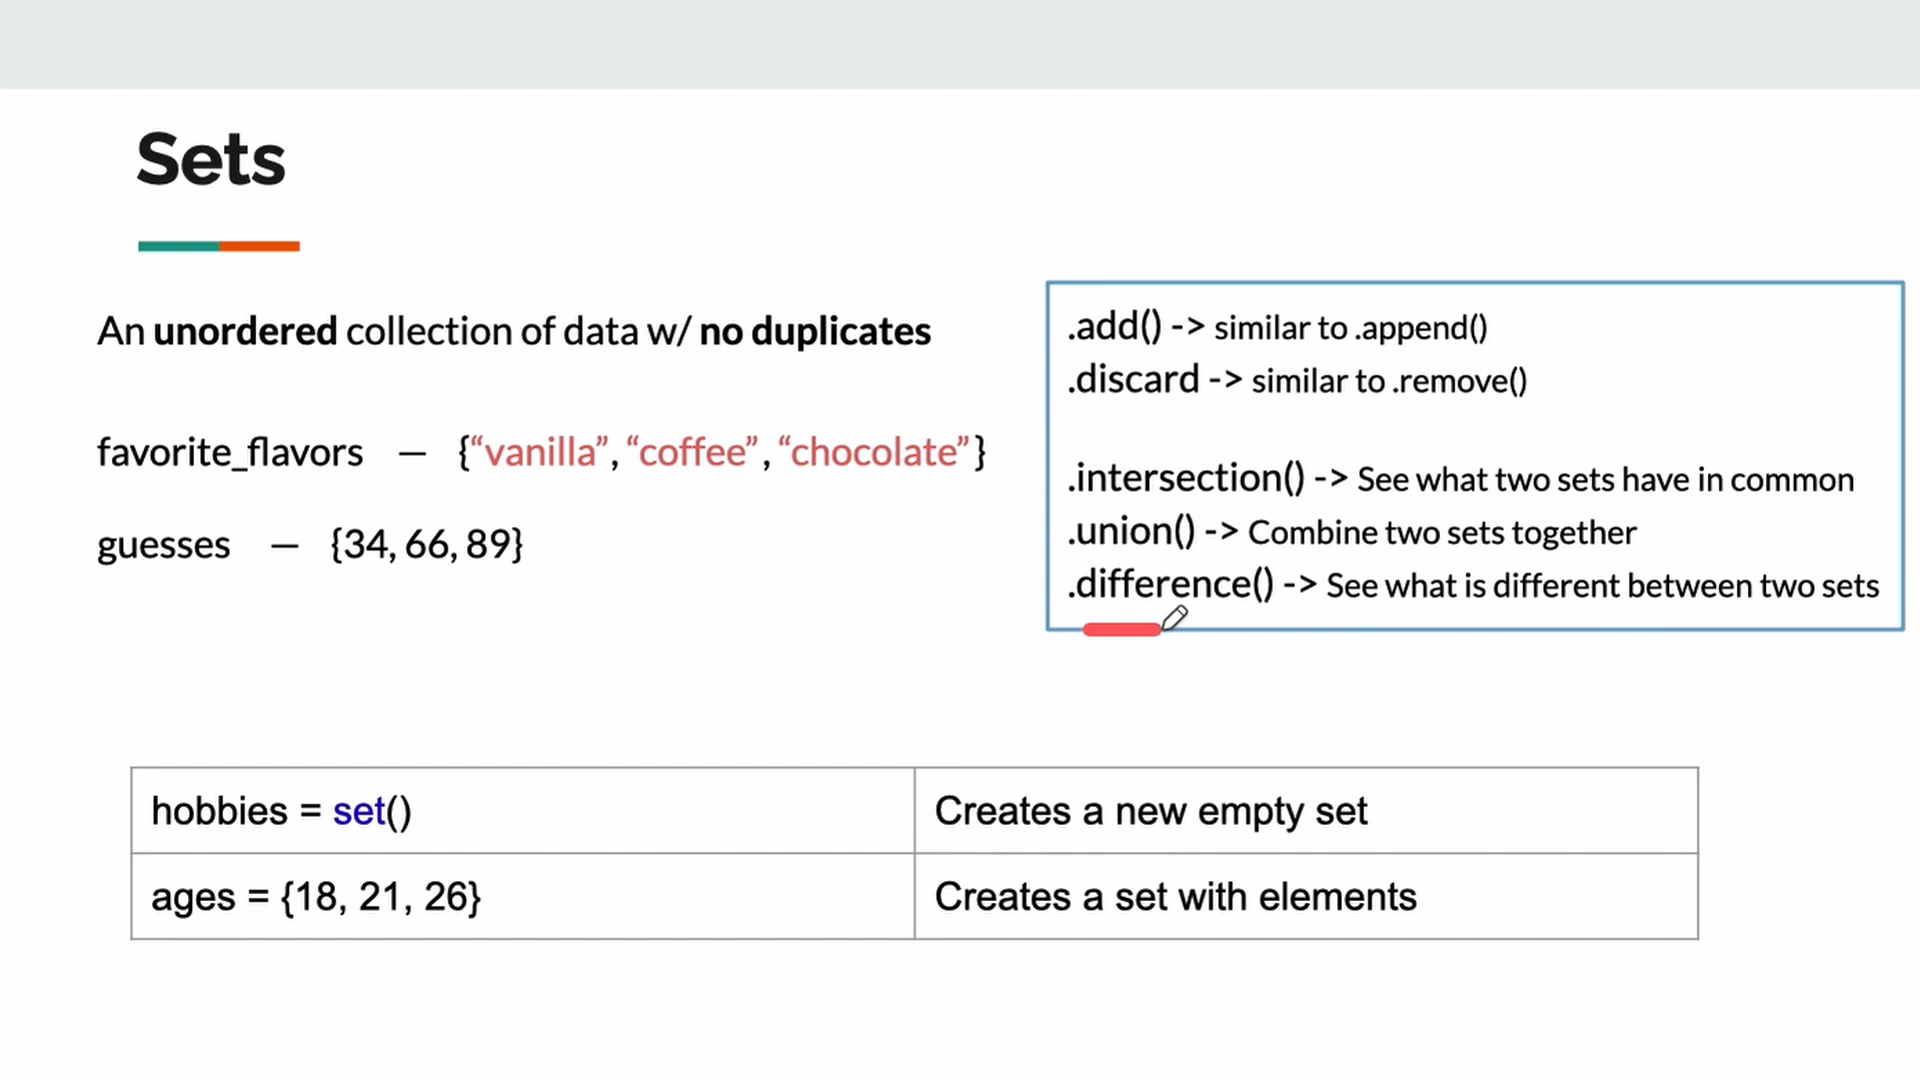 Sets
An unordered collection of data w/ no duplicates
favorite_flavors — {“vanilla”, “coffee”, “chocolate”}
guesses — {34, 66, 89}
.add() -> similar to .append()
.discard -> similar to .remove()
.intersection() -> See what two sets have in common
.union() -> Combine two sets together
.difference() -> See what is different between two sets
hobbies = set() Creates a new empty set
ages = {18, 21, 26} Creates a set with elements